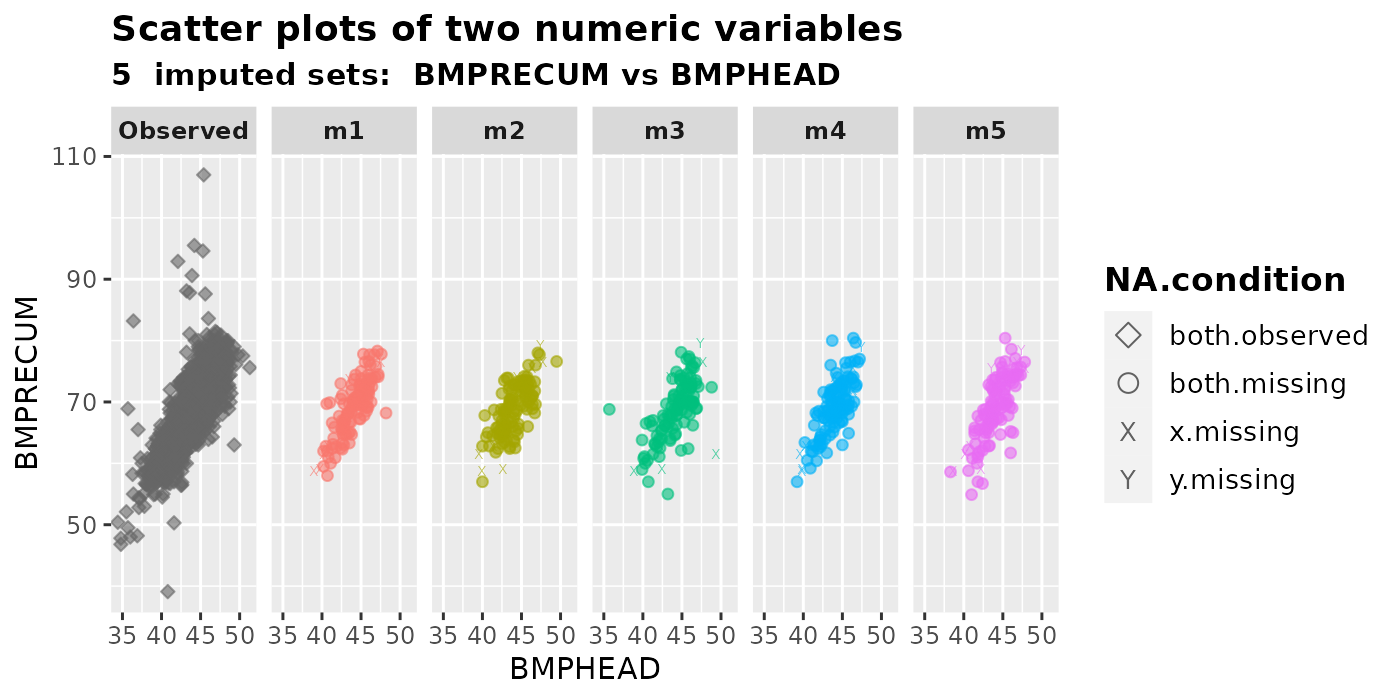 Scatter plots of two numeric variables
5 imputed sets: BMPRECUM vs BMPHEAD
Observed m1 m2 m3 m4 m5
110
90
70
50
BMPRECUM
35 40 45 50 35 40 45 50 35 40 45 50 35 40 45 50 35 40 45 50 35 40 45 50
BMPHEAD
NA.condition
both.observed
both.missing
X x.missing
Y y.missing